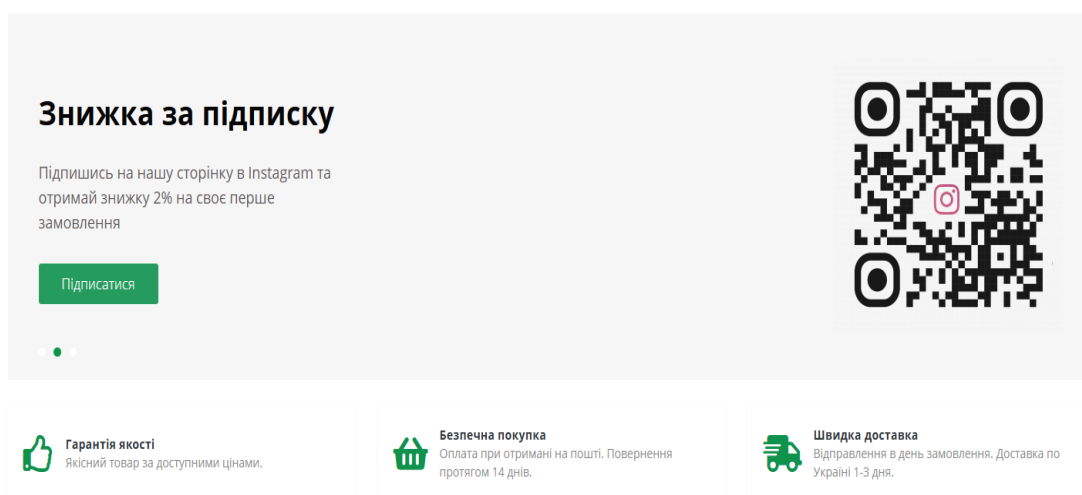 Знижка за підписку
Підпишись на нашу сторінку в Instagram та
отримай знижку 2% на своє перше
замовлення
Підписатися
Гарантія якості
Якісний товар за доступними цінами.
Безпечна покупка
Оплата при отримані на пошті. Повернення
протягом 14 днів.
Швидка доставка
Відправлення в день замовлення. Доставка по
Україні 1-3 дня.